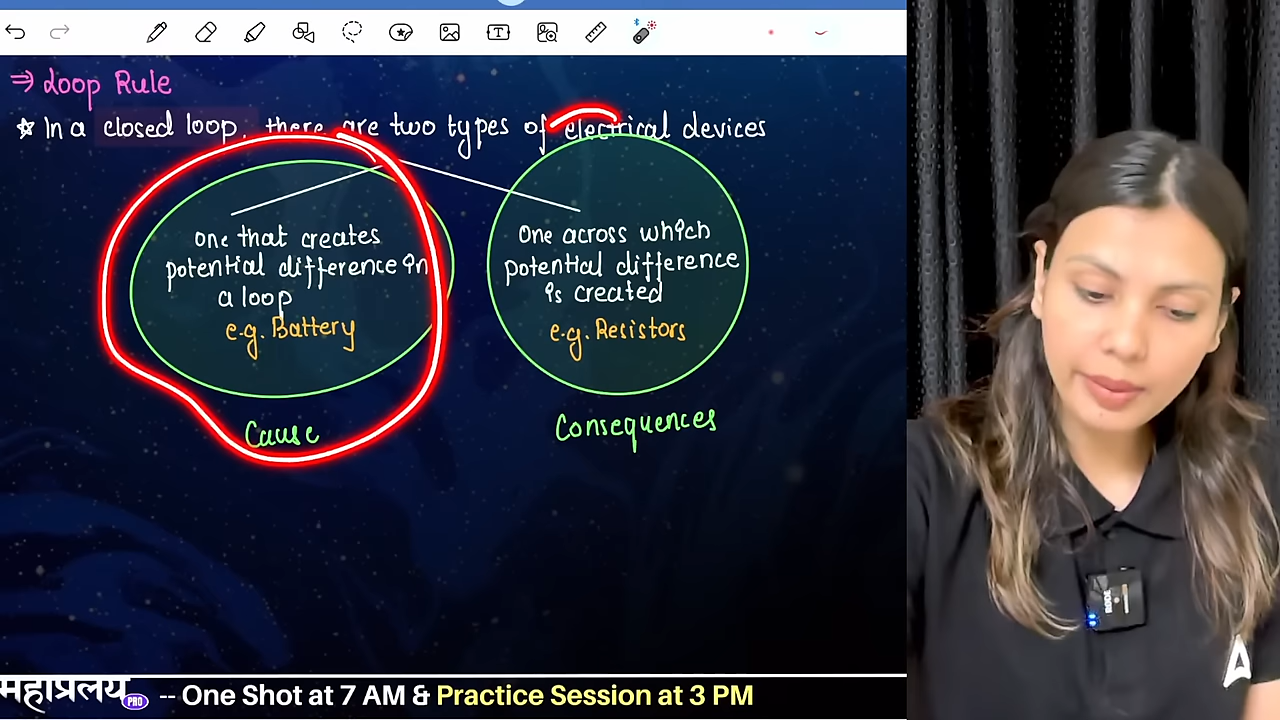 ⇒ Loop Rule
☆ In a closed loop, there are two types of electrical devices
One that creates
potential difference in
a loop
e.g. Battery
Cause
One across which
potential difference
is created
e.g. Resistors
Consequences
महाप्रलय PRO -- One Shot at 7 AM & Practice Session at 3 PM
RODE